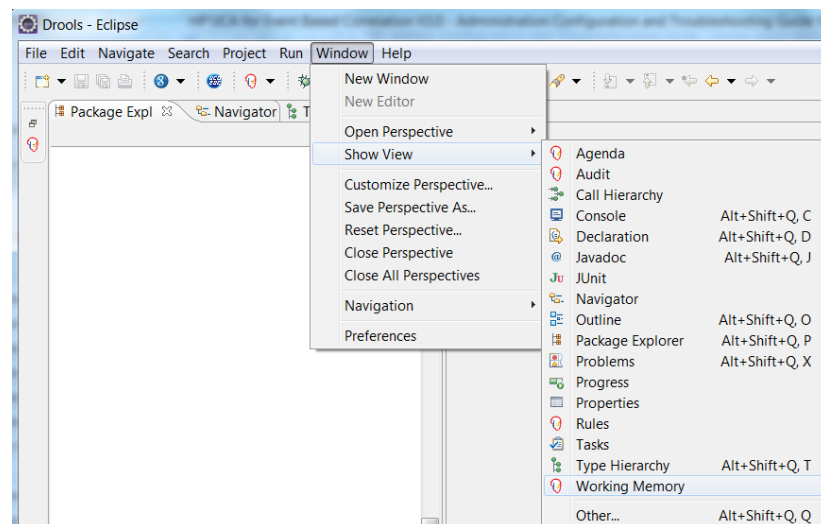 Drools - Eclipse
File Edit Navigate Search Project Run Window Help
Package Expl Navigator T
New Window
New Editor
Open Perspective
Show View
Customize Perspective...
Save Perspective As...
Reset Perspective...
Close Perspective
Close All Perspectives
Navigation
Preferences
Agenda
Audit
Call Hierarchy
Console Alt+Shift+Q, C
Declaration Alt+Shift+Q, D
@ Javadoc Alt+Shift+Q, J
Ju JUnit
Navigator
Outline Alt+Shift+Q, O
Package Explorer Alt+Shift+Q, P
Problems Alt+Shift+Q, X
Progress
Properties
Rules
Tasks
Type Hierarchy Alt+Shift+Q, T
Working Memory
Other... Alt+Shift+Q, Q